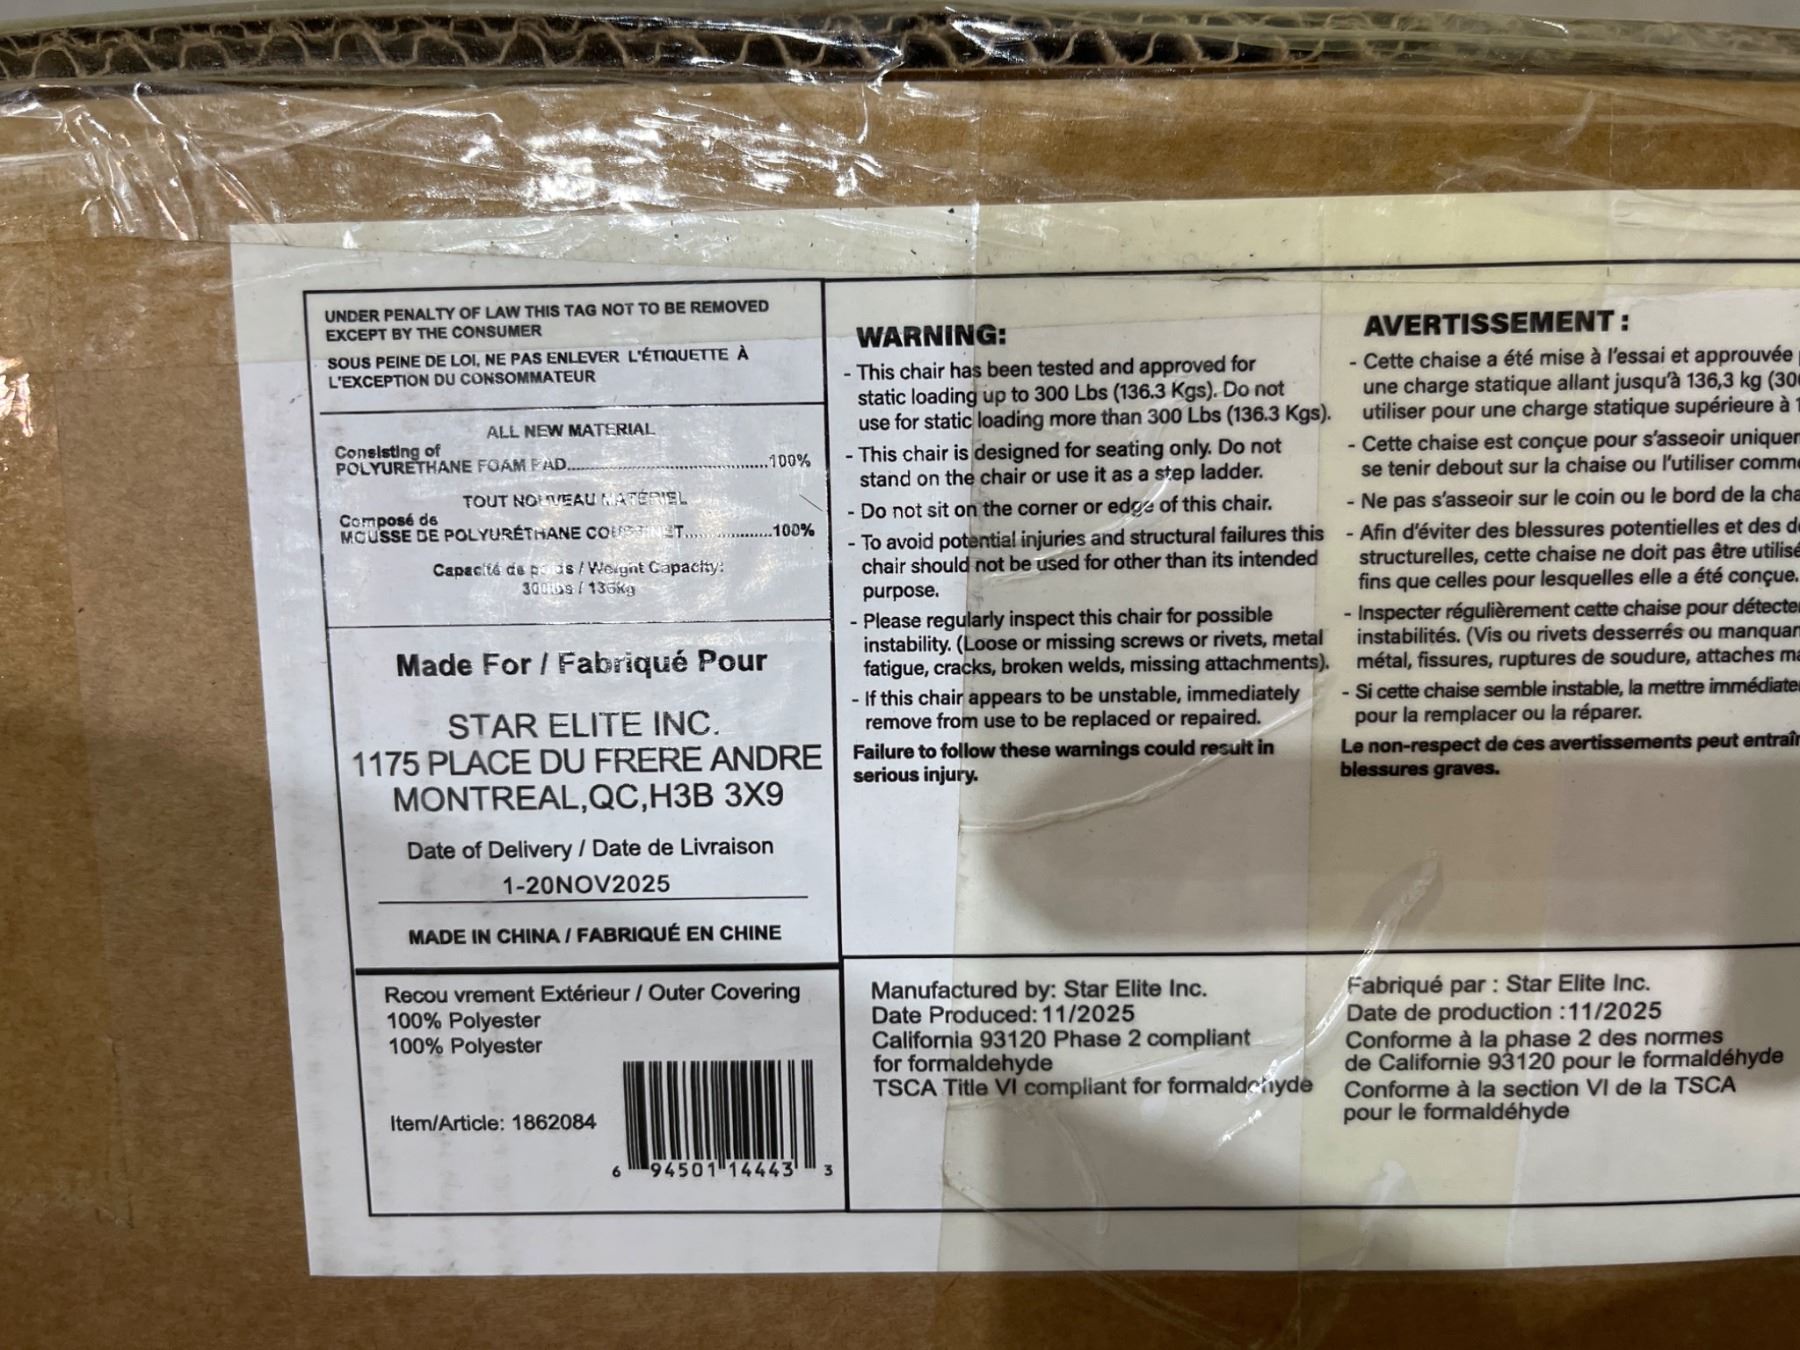 UNDER PENALTY OF LAW THIS TAG NOT TO BE REMOVED
EXCEPT BY THE CONSUMER
SOUS PEINE DE LOI, NE PAS ENLEVER L'ÉTIQUETTE À
L'EXCEPTION DU CONSOMMATEUR
ALL NEW MATERIAL
Consisting of
POLYURETHANE FOAM PAD..............................100%
TOUT NOUVEAU MATÉRIEL
Composé de
MOUSSE DE POLYURÉTHANE COUSSINET..............100%
Capacité de poids / Weight Capacity:
300lbs / 136kg
Made For / Fabriqué Pour
STAR ELITE INC.
1175 PLACE DU FRERE ANDRE
MONTREAL,QC,H3B 3X9
Date of Delivery / Date de Livraison
1-20NOV2025
MADE IN CHINA / FABRIQUÉ EN CHINE
Recou vrement Extérieur / Outer Covering
100% Polyester
100% Polyester
Item/Article: 1862084
6 94501 14443 3
WARNING:
- This chair has been tested and approved for
static loading up to 300 Lbs (136.3 Kgs). Do not
use for static loading more than 300 Lbs (136.3 Kgs).
- This chair is designed for seating only. Do not
stand on the chair or use it as a step ladder.
- Do not sit on the corner or edge of this chair.
- To avoid potential injuries and structural failures this
chair should not be used for other than its intended
purpose.
- Please regularly inspect this chair for possible
instability. (Loose or missing screws or rivets, metal
fatigue, cracks, broken welds, missing attachments).
- If this chair appears to be unstable, immediately
remove from use to be replaced or repaired.
Failure to follow these warnings could result in
serious injury.
AVERTISSEMENT :
- Cette chaise a été mise à l'essai et approuvée
une charge statique allant jusqu'à 136,3 kg (30
utiliser pour une charge statique supérieure à
- Cette chaise est conçue pour s'asseoir
se tenir debout sur la chaise ou l'utiliser
- Ne pas s'asseoir sur le coin ou le bord de la
- Afin d'éviter des blessures potentielles et des
structurelles, cette chaise ne doit pas être
fins que celles pour lesquelles elle a été conçue.
- Inspecter régulièrement cette chaise pour
instabilités. (Vis ou rivets desserrés ou
métal, fissures, ruptures de soudure, attaches
- Si cette chaise semble instable, la mettre
pour la remplacer ou la réparer.
Le non-respect de ces avertissements peut
blessures graves.
Manufactured by: Star Elite Inc.
Date Produced: 11/2025
California 93120 Phase 2 compliant
for formaldehyde
TSCA Title VI compliant for formaldehyde
Fabriqué par : Star Elite Inc.
Date de production :11/2025
Conforme à la phase 2 des normes
de Californie 93120 pour le formaldéhyde
Conforme à la section VI de la TSCA
pour le formaldéhyde